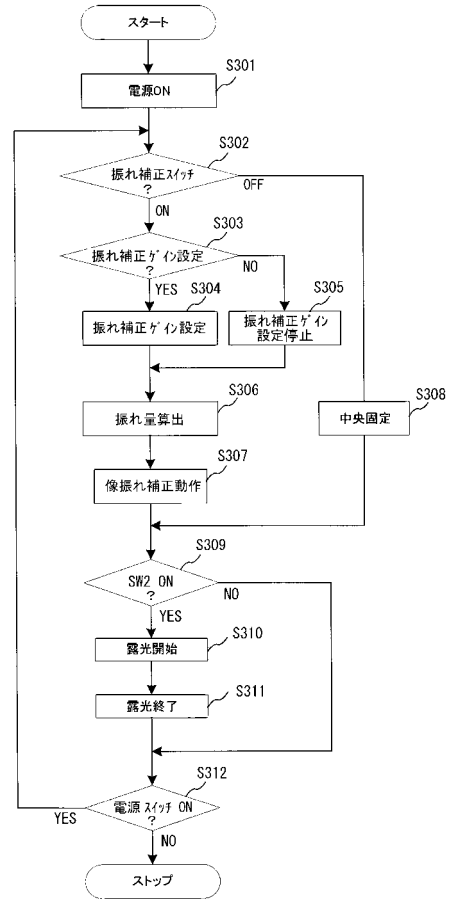 スタート
S301
電源ON
S302
振れ補正ｽｲｯﾁ
?
OFF
ON
S303
振れ補正ｹﾞｲﾝ設定
?
NO
YES
S304
振れ補正ｹﾞｲﾝ設定
S305
振れ補正ｹﾞｲﾝ
設定停止
S306
振れ量算出
S308
中央固定
S307
像振れ補正動作
S309
SW2 ON
?
NO
YES
S310
露光開始
S311
露光終了
S312
電源ｽｲｯﾁ ON
?
YES
NO
ストップ